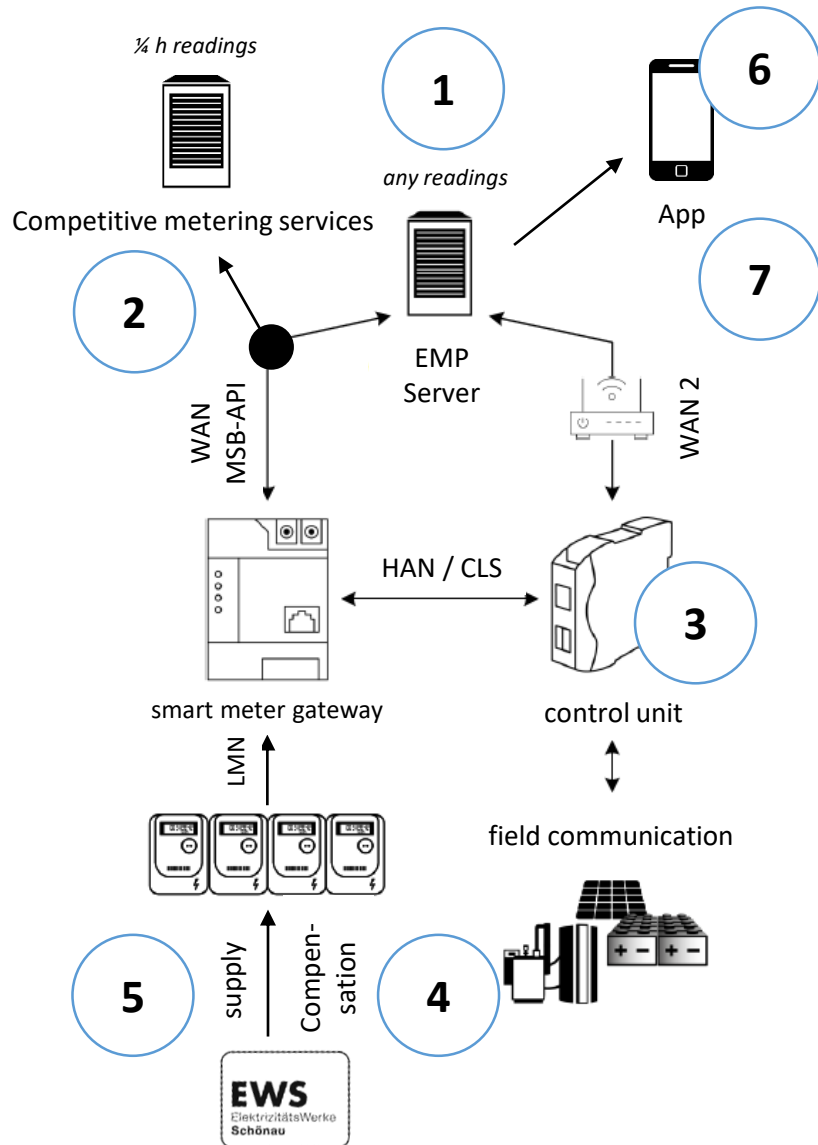 ¼ h readings
1
6
any readings
Competitive metering services
App
2
7
EMP
Server
WAN
MSB-API
WAN 2
HAN / CLS
3
smart meter gateway
control unit
LMN
field communication
+ - + -
5
supply
Compen-
sation
4
EWS
ElektrizitätsWerke
Schönau